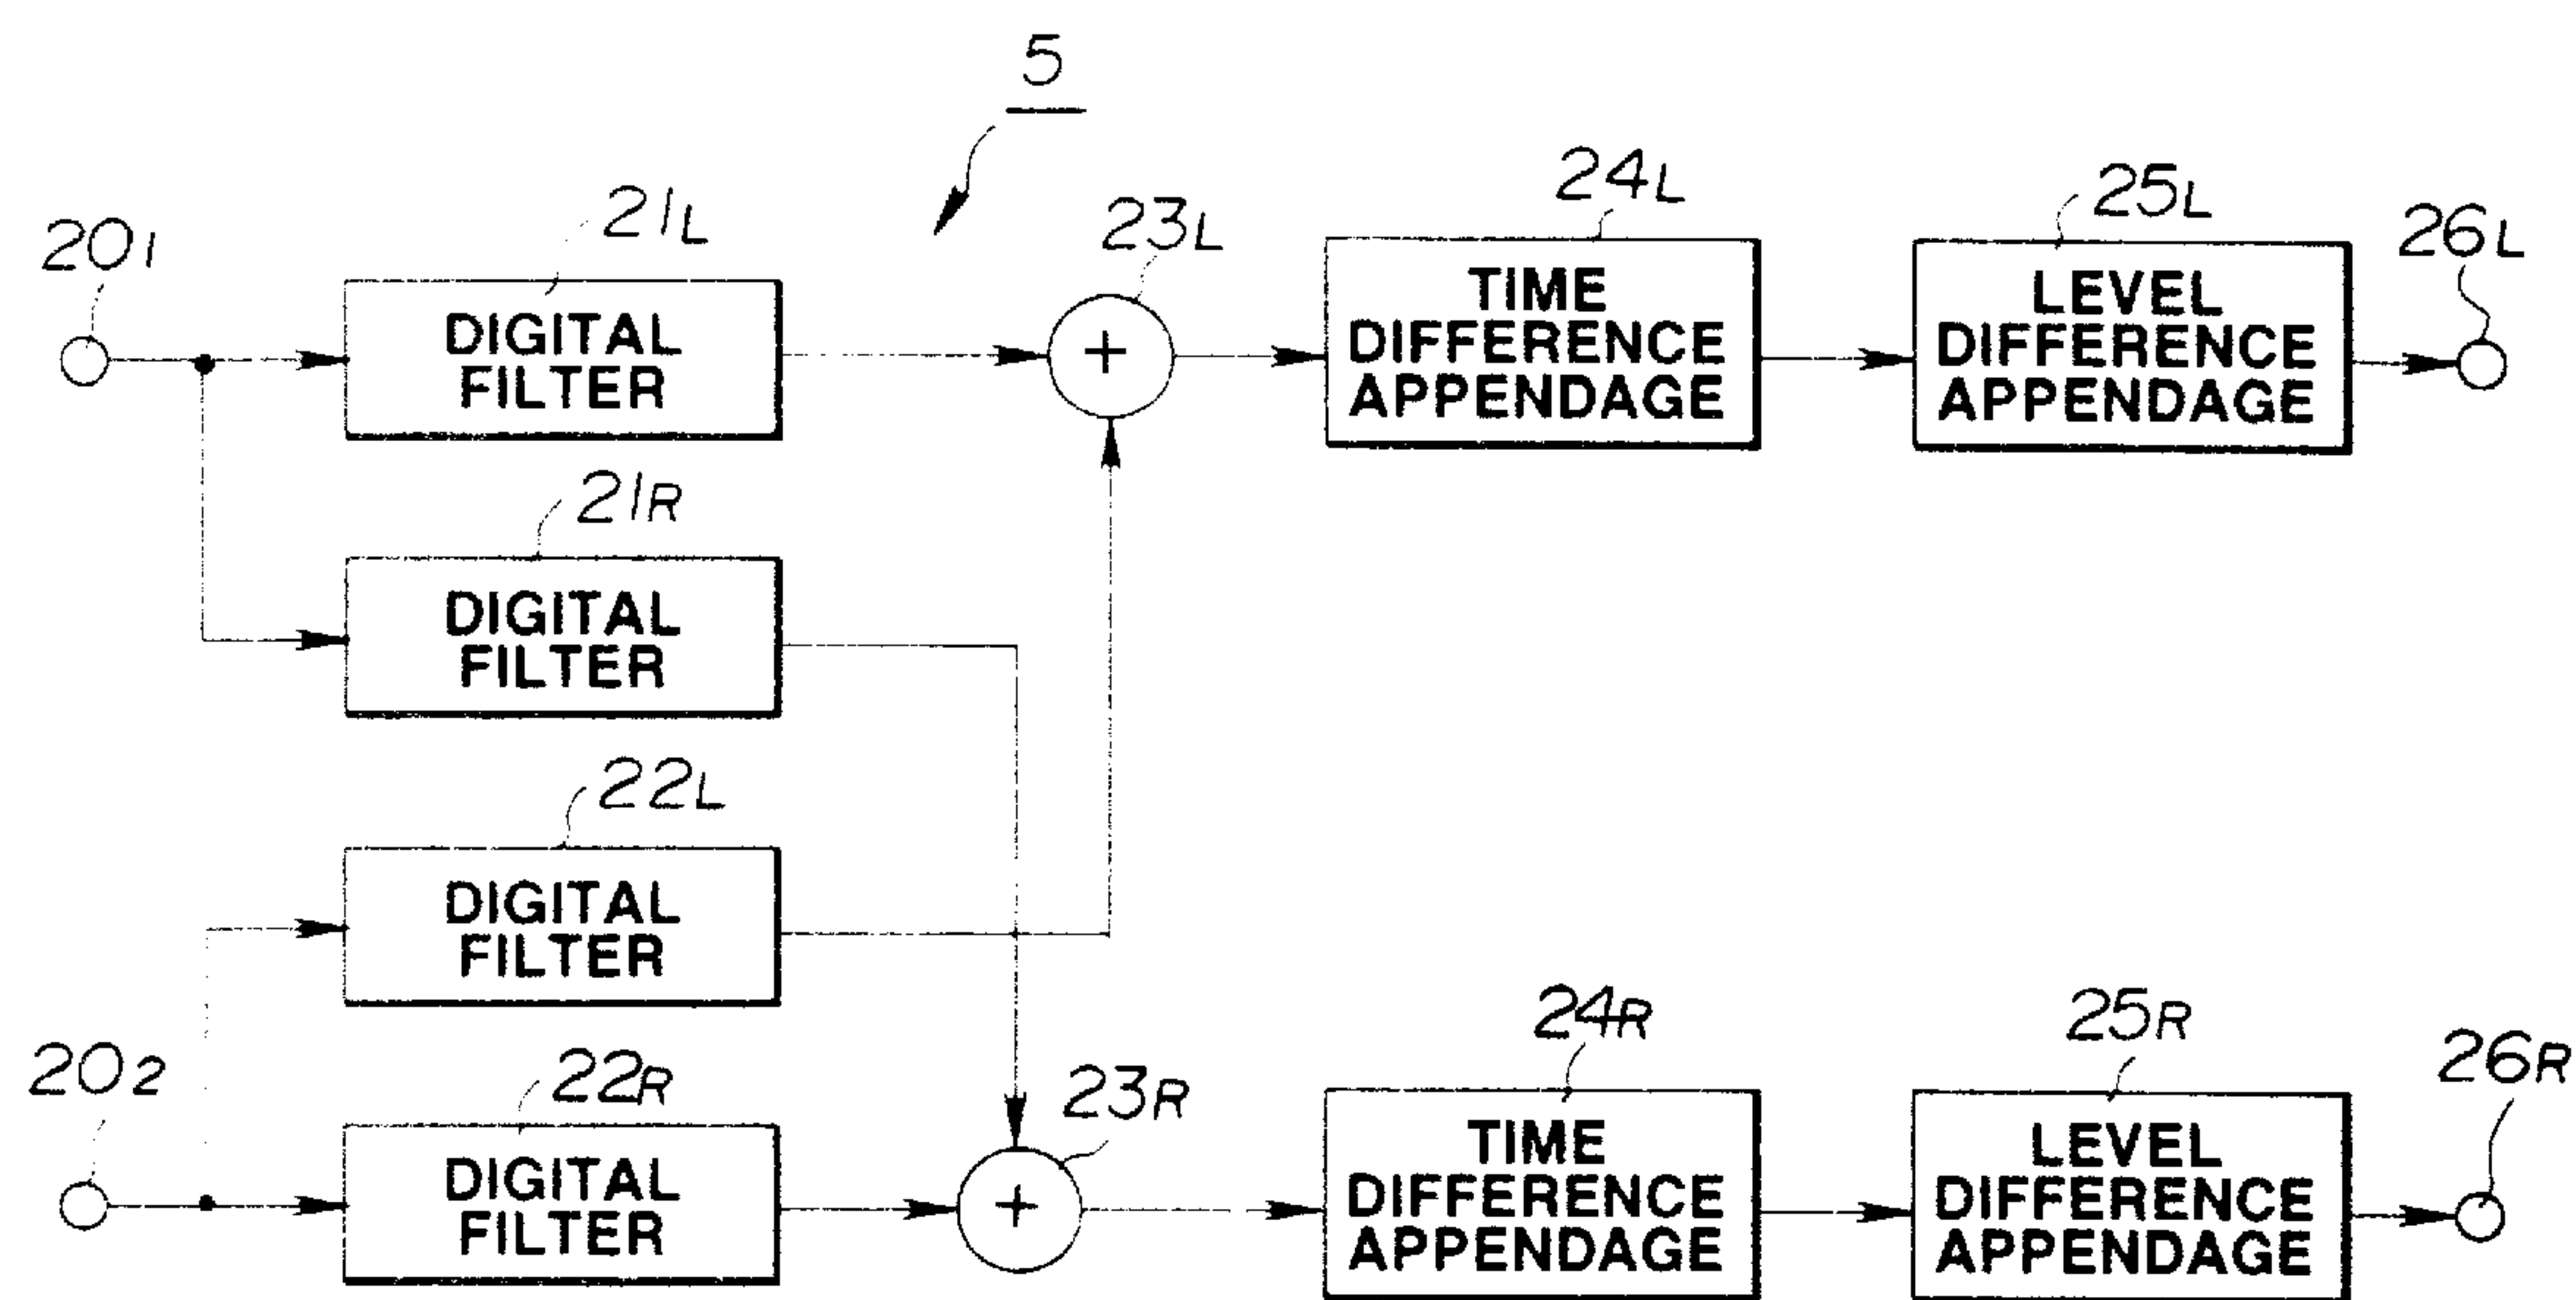 5
20₁
21L
DIGITAL
FILTER
23L
24L
TIME
DIFFERENCE
APPENDAGE
25L
LEVEL
DIFFERENCE
APPENDAGE
26L
+
21R
DIGITAL
FILTER
22L
DIGITAL
FILTER
20₂
22R
DIGITAL
FILTER
23R
+
24R
TIME
DIFFERENCE
APPENDAGE
25R
LEVEL
DIFFERENCE
APPENDAGE
26R